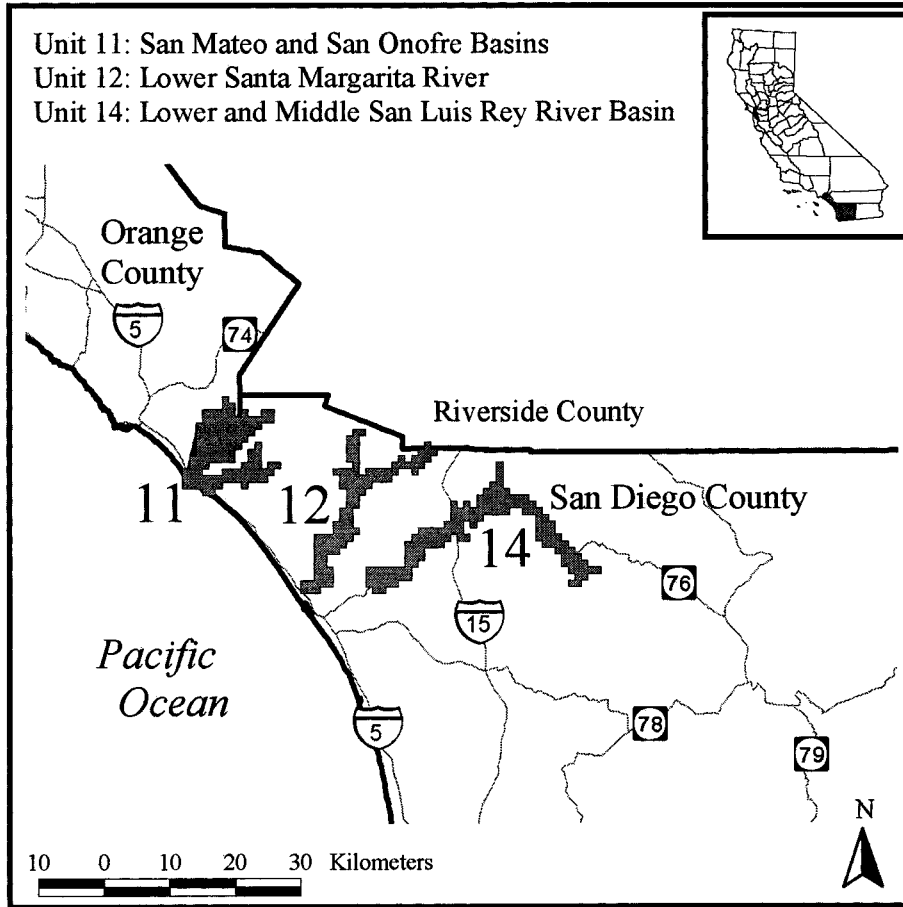 Unit 11: San Mateo and San Onofre Basins
Unit 12: Lower Santa Margarita River
Unit 14: Lower and Middle San Luis Rey River Basin
Orange
County
5
74
Riverside County
11
12
San Diego County
14
76
15
Pacific
Ocean
5
78
79
N
10 0 10 20 30 Kilometers